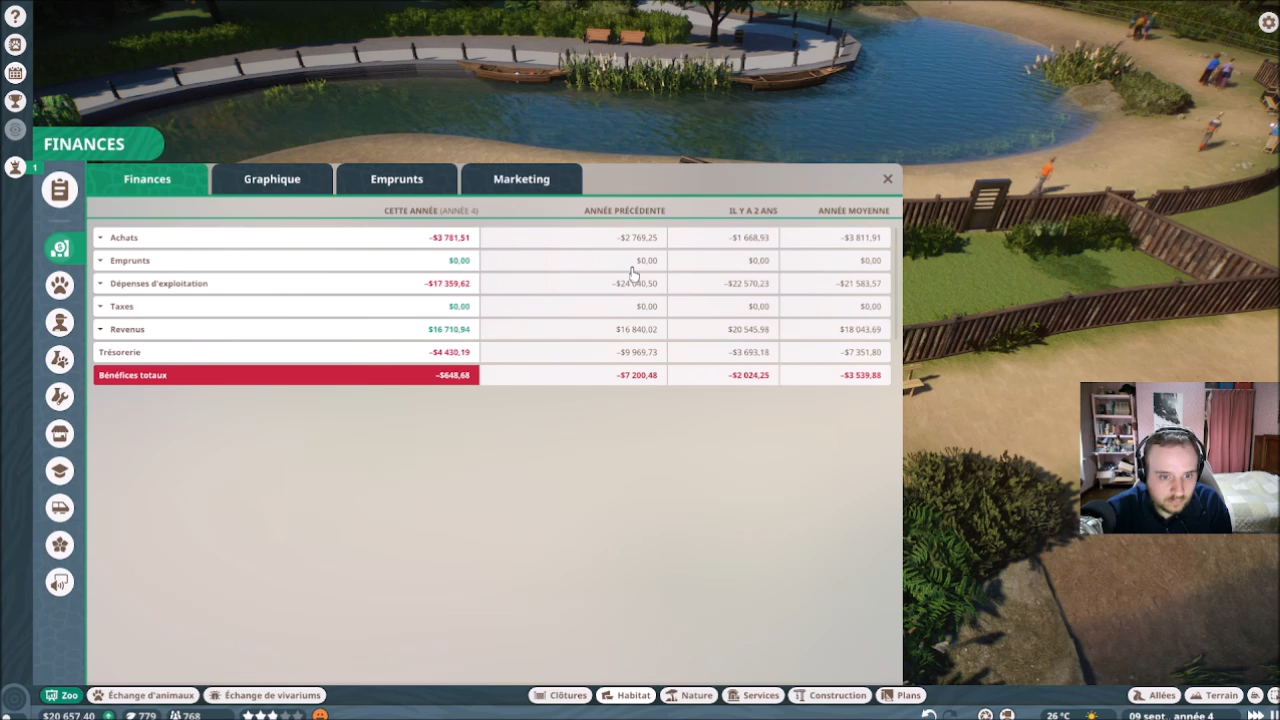 FINANCES
1
Finances Graphique Emprunts Marketing
CETTE ANNÉE (ANNÉE 4) ANNÉE PRÉCÉDENTE IL Y A 2 ANS ANNÉE MOYENNE
Achats -$3 781,51 -$2 769,25 -$1 668,93 -$3 811,91
Emprunts $0,00 $0,00 $0,00 $0,00
Dépenses d'exploitation -$17 359,62 -$24 040,50 -$22 570,23 -$21 583,57
Taxes $0,00 $0,00 $0,00 $0,00
Revenus $16 710,94 $16 840,02 $20 545,98 $18 043,69
Trésorerie -$4 430,19 -$9 969,73 -$3 693,18 -$7 351,80
Bénéfices totaux -$648,68 -$7 200,48 -$2 024,25 -$3 539,88
Zoo Échange d'animaux Échange de vivariums Clôtures Habitat Nature Services Construction Plans Allées Terrain
$20 657,40 779 768 26 °C 09 sept., année 4